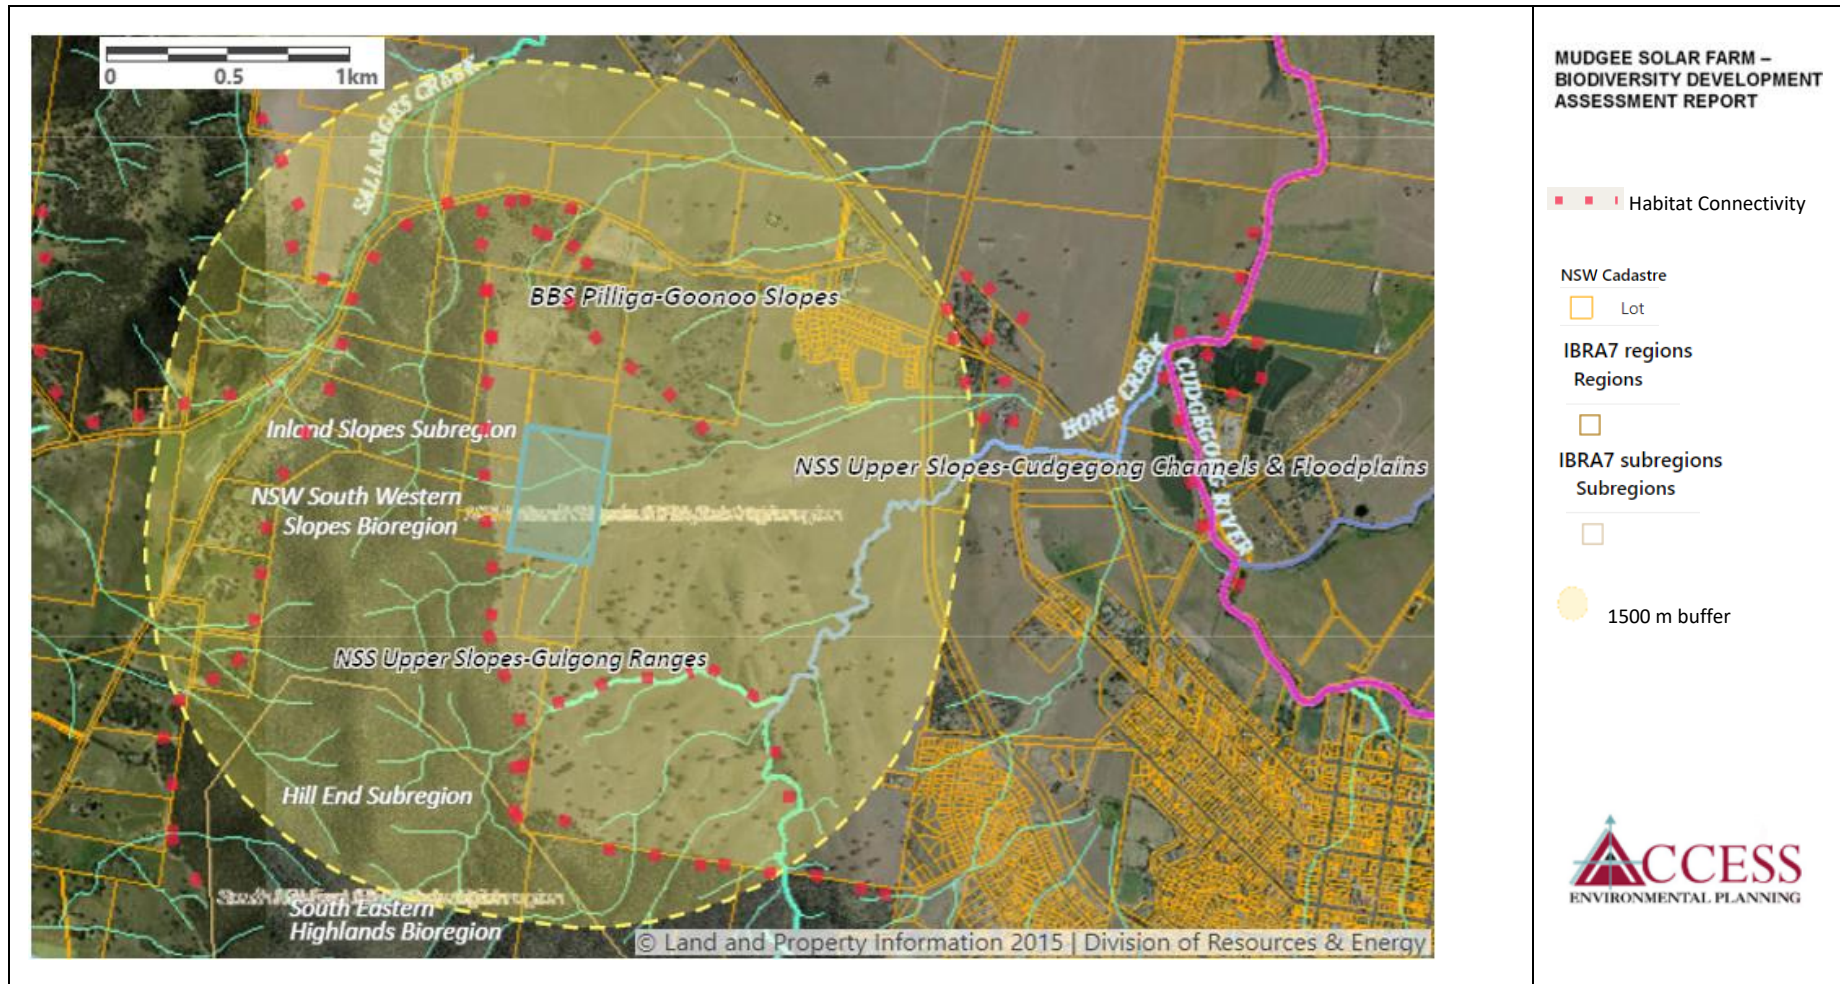 0 0.5 1km
SALLARGES CREEK
BBS Pilliga-Goonoo Slopes
HONE CREEK
CUDGEGONG RIVER
Inland Slopes Subregion
NSS Upper Slopes-Cudgegong Channels & Floodplains
NSW South Western
Slopes Bioregion
NSS Upper Slopes-Gulgong Ranges
Hill End Subregion
South Eastern
Highlands Bioregion
© Land and Property Information 2015 | Division of Resources & Energy
MUDGEE SOLAR FARM –
BIODIVERSITY DEVELOPMENT
ASSESSMENT REPORT
Habitat Connectivity
NSW Cadastre
Lot
IBRA7 regions
Regions
IBRA7 subregions
Subregions
1500 m buffer
ACCESS
ENVIRONMENTAL PLANNING